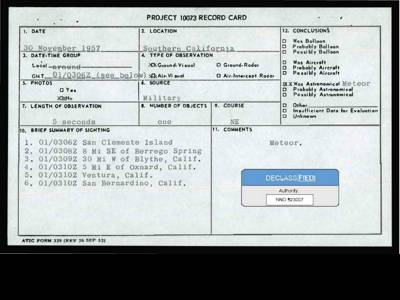 PROJECT 10073 RECORD CARD
1. DATE
30 November 1957
2. LOCATION
Southern California
12. CONCLUSIONS
Was Balloon
Probably Balloon
Possibly Balloon
Was Aircraft
Probably Aircraft
Possibly Aircraft
Was Astronomical Meteor
Probably Astronomical
Possibly Astronomical
Other
Insufficient Data for Evaluation
Unknown
3. DATE-TIME GROUP
Local around
GMT 01/0306Z (see below)
4. TYPE OF OBSERVATION
Ground-Visual
Ground-Radar
Air-Visual
Air-Intercept Radar
5. PHOTOS
Yes
No
6. SOURCE
Military
7. LENGTH OF OBSERVATION
5 seconds
8. NUMBER OF OBJECTS
one
9. COURSE
NE
10. BRIEF SUMMARY OF SIGHTING
1. 01/0306Z San Clemente Island
2. 01/0308Z 8 Mi SE of Berrego Spring
3. 01/0309Z 30 Mi W of Blythe, Calif.
4. 01/0310Z 5 Mi E of Oxnard, Calif.
5. 01/0310Z Ventura, Calif.
6. 01/0310Z San Bernardino, Calif.
11. COMMENTS
Meteor.
DECLASSIFIED
Authority
NND 923007
ATIC FORM 329 (REV 26 SEP 52)